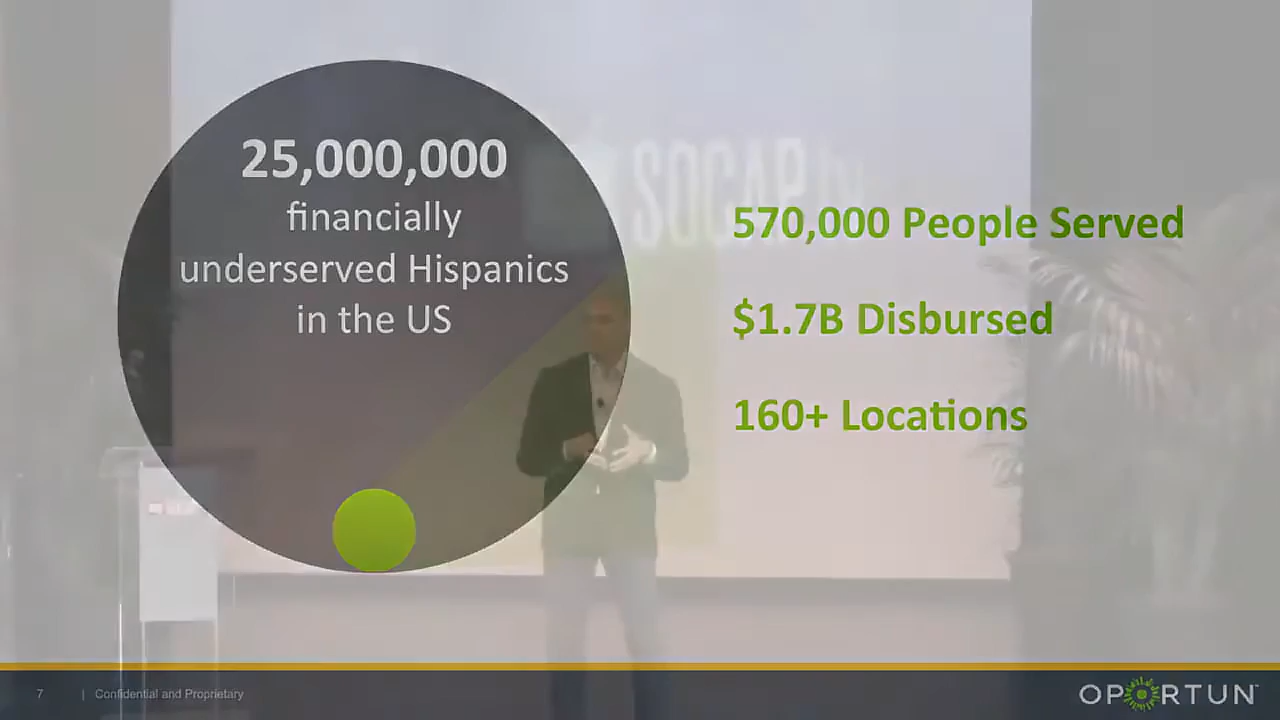 25,000,000
financially
underserved Hispanics
in the US
SOCAP
570,000 People Served
$1.7B Disbursed
160+ Locations
7 | Confidential and Proprietary
OPORTUN